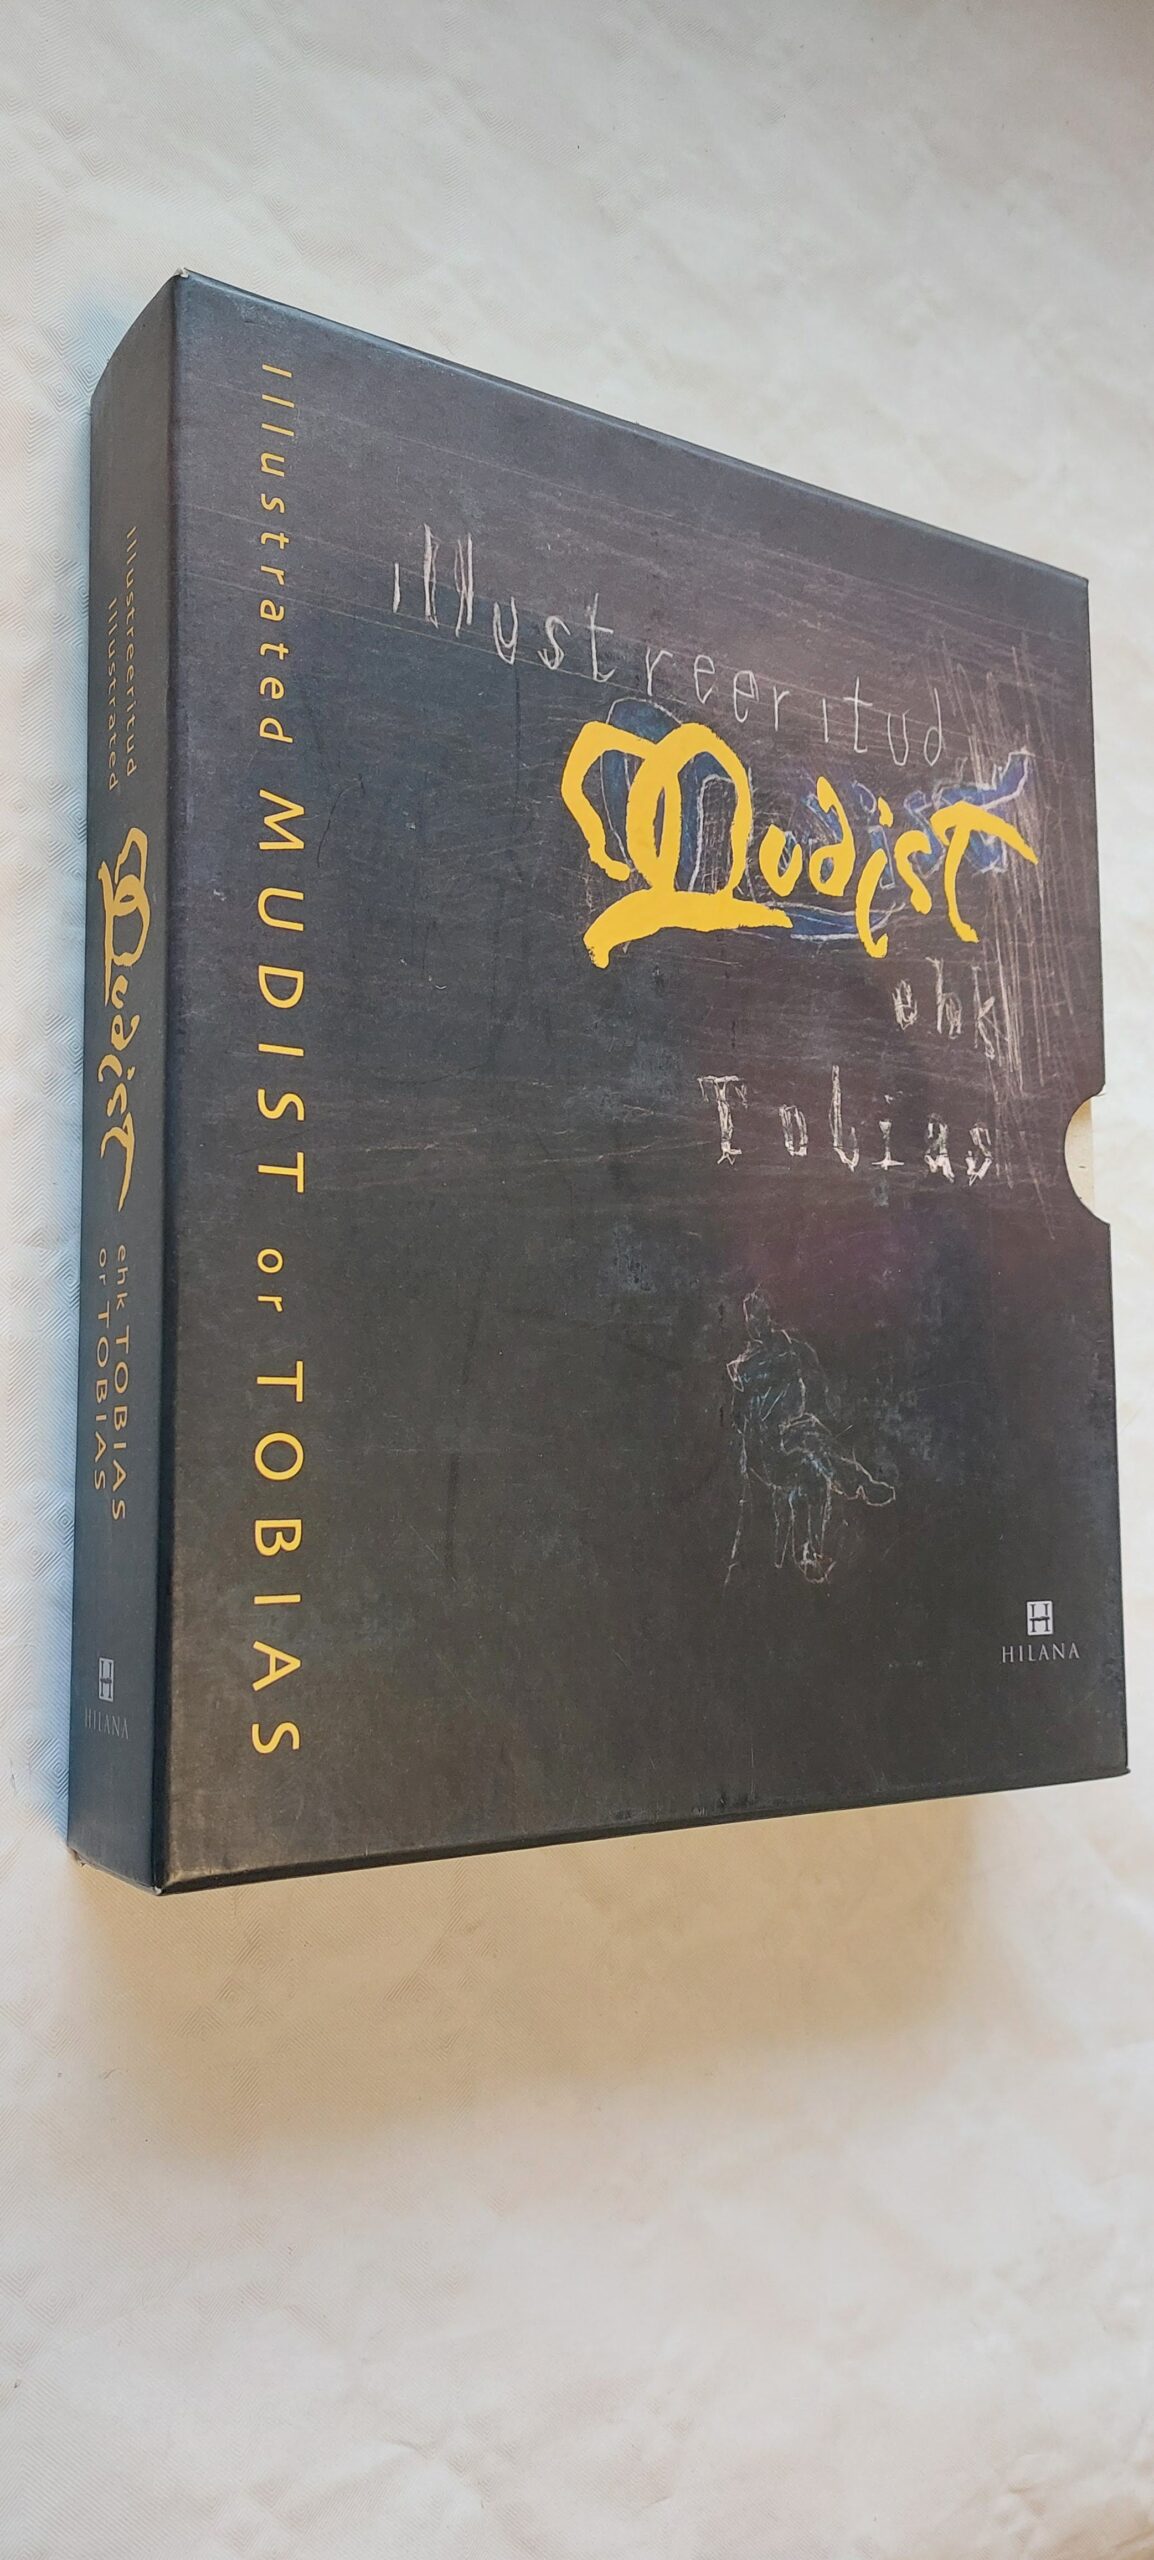 Illustreeritud
Illustrated
Mudist
ehk TOBIAS
or TOBIAS
H
HILANA
Illustrated MUDIST or TOBIAS
illustreeritud
Mudist
ehk
Tobias
H
HILANA